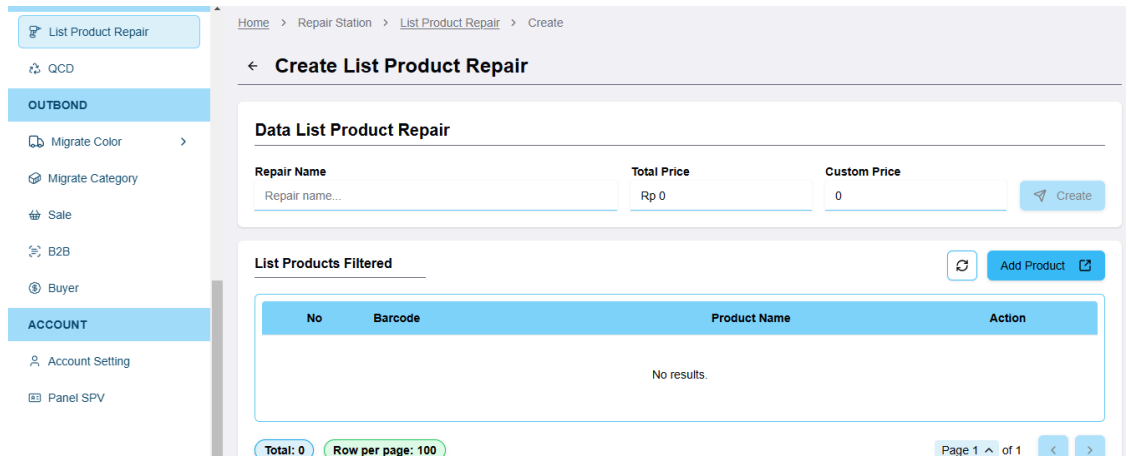 List Product Repair
QCD
OUTBOND
Migrate Color
Migrate Category
Sale
B2B
Buyer
ACCOUNT
Account Setting
Panel SPV
Home > Repair Station > List Product Repair > Create
Create List Product Repair
Data List Product Repair
Repair Name Total Price Custom Price
Repair name... Rp 0 0 Create
List Products Filtered Add Product
No Barcode Product Name Action
No results.
Total: 0 Row per page: 100 Page 1 of 1